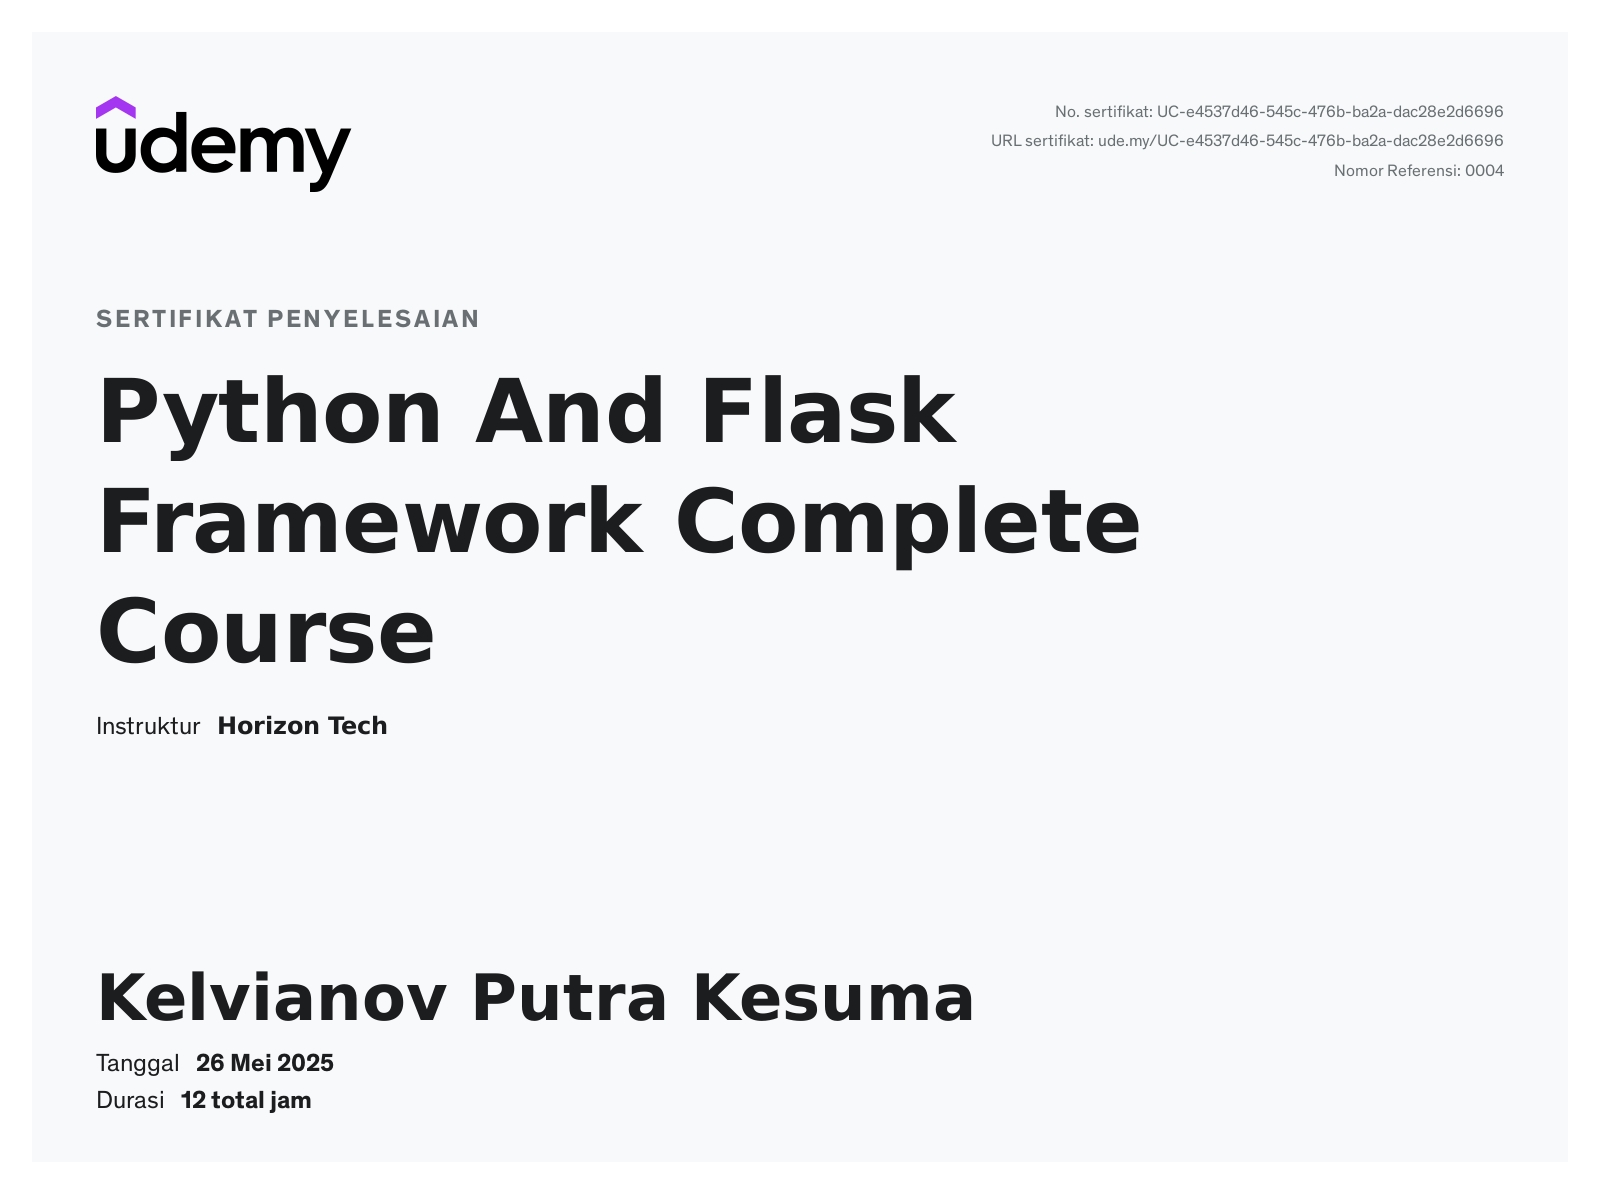 udemy
No. sertifikat: UC-e4537d46-545c-476b-ba2a-dac28e2d6696
URL sertifikat: ude.my/UC-e4537d46-545c-476b-ba2a-dac28e2d6696
Nomor Referensi: 0004
SERTIFIKAT PENYELESAIAN
Python And Flask
Framework Complete
Course
Instruktur Horizon Tech
Kelvianov Putra Kesuma
Tanggal 26 Mei 2025
Durasi 12 total jam